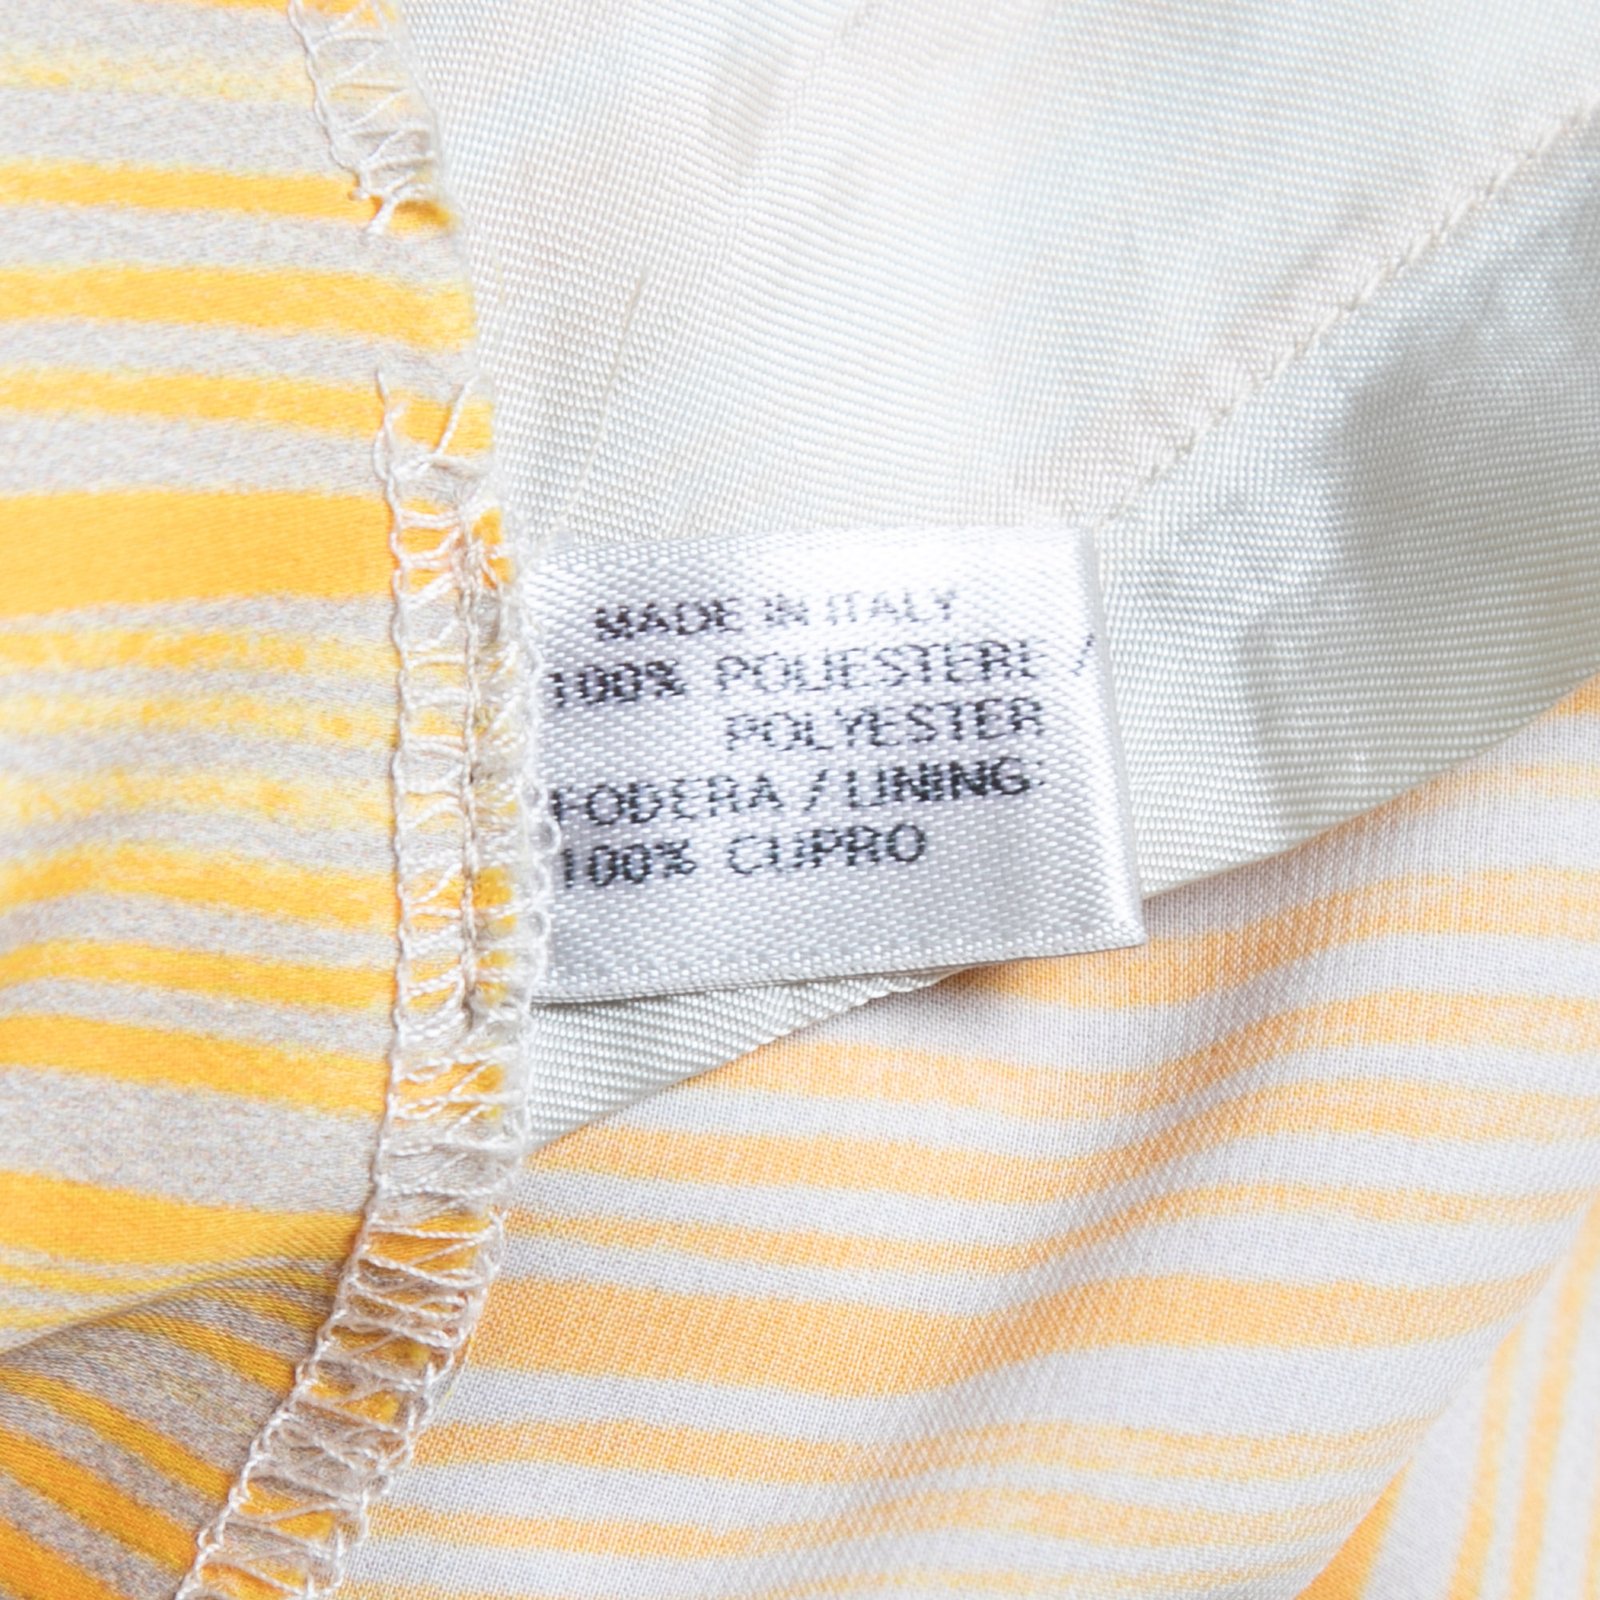 MADE IN ITALY
100% POLIESTERE /
POLYESTER
FODERA / LINING
100% CUPRO